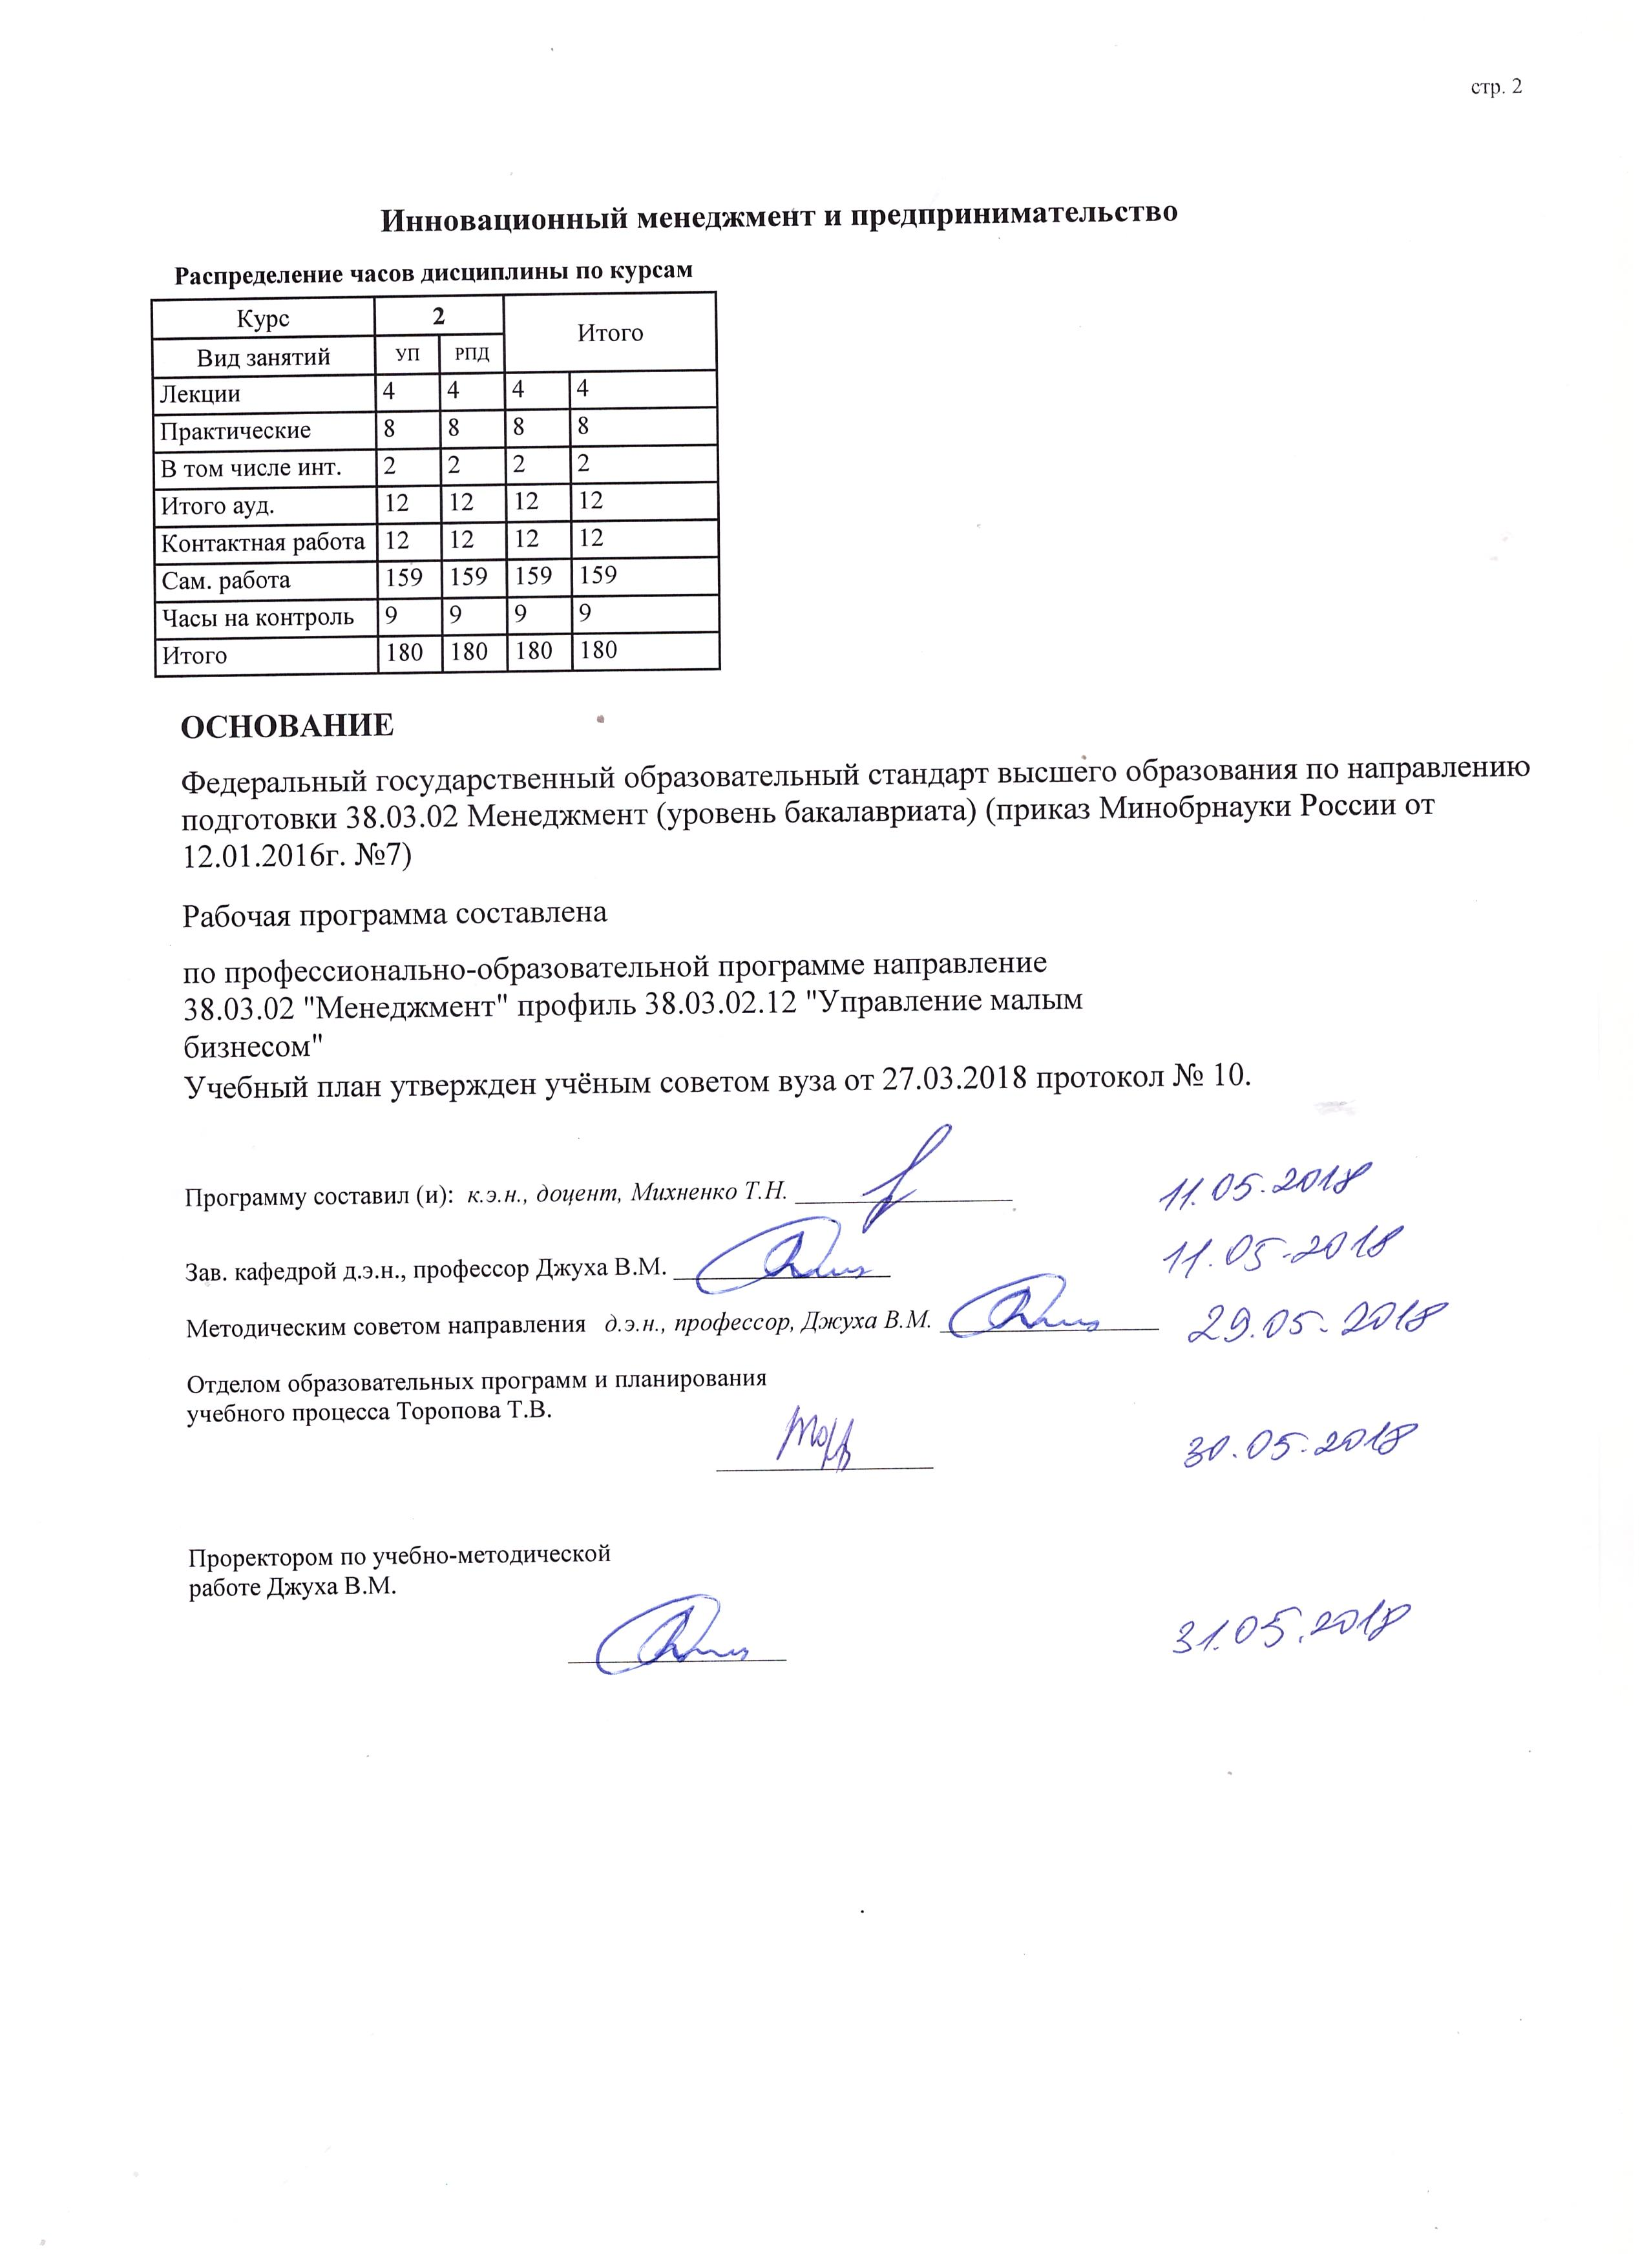 стр. 2
Инновационный менеджмент и предпринимательство
Распределение часов дисциплины по курсам
Курс 2 Итого
Вид занятий УП РПД
Лекции 4 4 4 4
Практические 8 8 8 8
В том числе инт. 2 2 2 2
Итого ауд. 12 12 12 12
Контактная работа 12 12 12 12
Сам. работа 159 159 159 159
Часы на контроль 9 9 9 9
Итого 180 180 180 180
ОСНОВАНИЕ
Федеральный государственный образовательный стандарт высшего образования по направлению
подготовки 38.03.02 Менеджмент (уровень бакалавриата) (приказ Минобрнауки России от
12.01.2016г. №7)
Рабочая программа составлена
по профессионально-образовательной программе направление
38.03.02 "Менеджмент" профиль 38.03.02.12 "Управление малым
бизнесом"
Учебный план утвержден учёным советом вуза от 27.03.2018 протокол № 10.
Программу составил (и): к.э.н., доцент, Михненко Т.Н. 11.05.2018
Зав. кафедрой д.э.н., профессор Джуха В.М. 11.05.2018
Методическим советом направления д.э.н., профессор, Джуха В.М. 29.05.2018
Отделом образовательных программ и планирования
учебного процесса Торопова Т.В.
30.05.2018
Проректором по учебно-методической
работе Джуха В.М.
31.05.2018